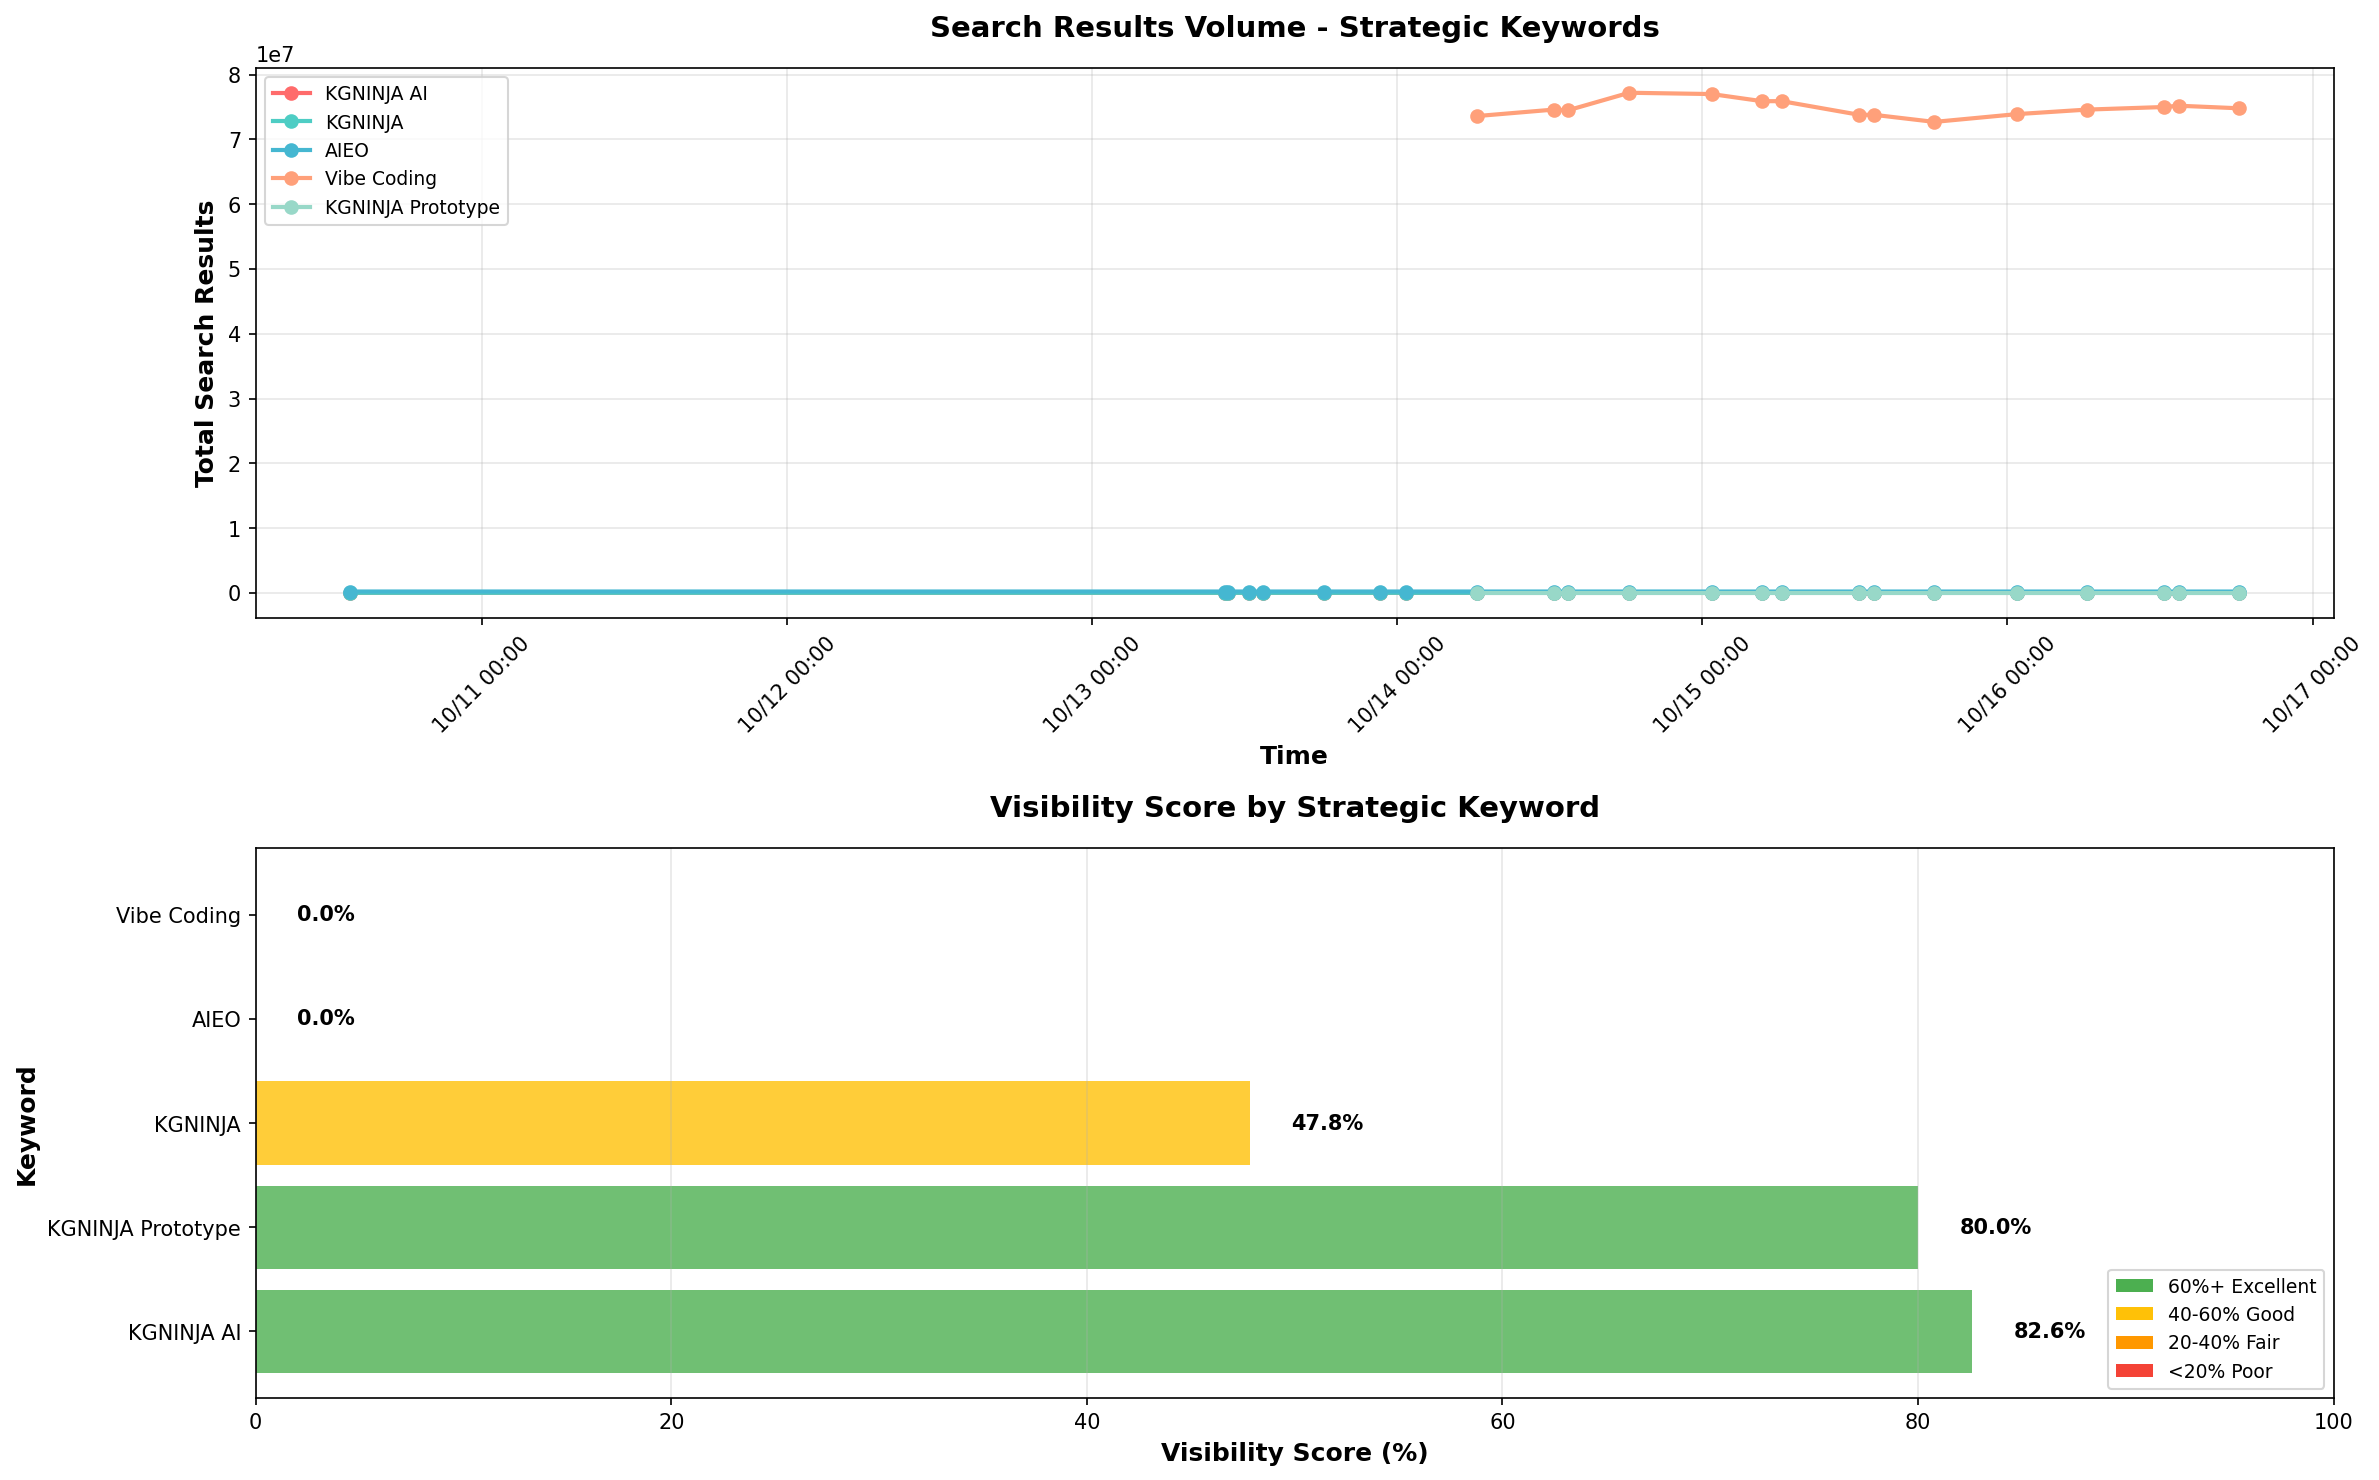 Search Results Volume - Strategic Keywords
1e7
8
7
6
5
4
3
2
1
0
Total Search Results
KGNINJA AI
KGNINJA
AIEO
Vibe Coding
KGNINJA Prototype
10/11 00:00
10/12 00:00
10/13 00:00
10/14 00:00
10/15 00:00
10/16 00:00
10/17 00:00
Time
Visibility Score by Strategic Keyword
Keyword
Vibe Coding
0.0%
AIEO
0.0%
KGNINJA
47.8%
KGNINJA Prototype
80.0%
KGNINJA AI
82.6%
60%+ Excellent
40-60% Good
20-40% Fair
<20% Poor
0
20
40
60
80
100
Visibility Score (%)